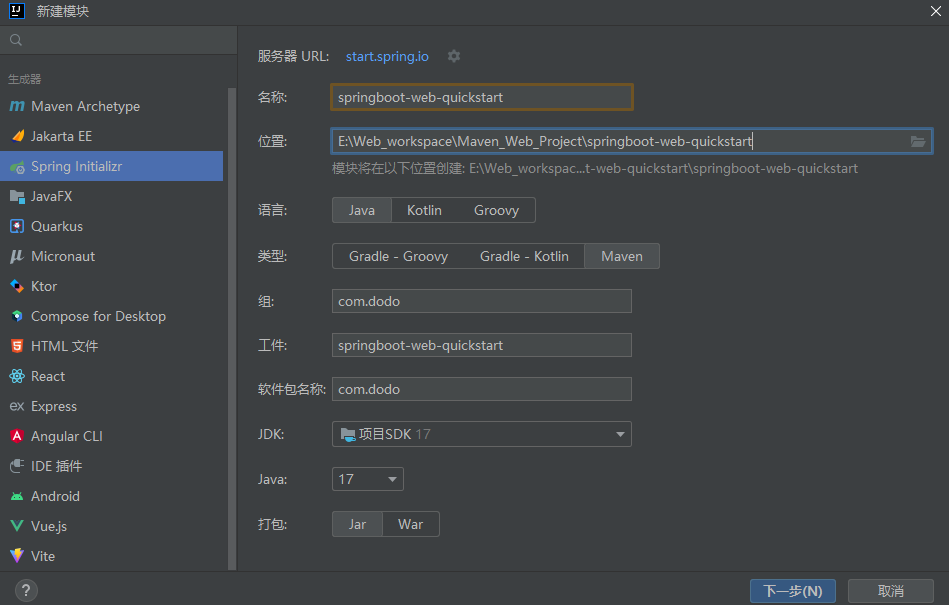 新建模块
生成器
Maven Archetype
Jakarta EE
Spring Initializr
JavaFX
Quarkus
Micronaut
Ktor
Compose for Desktop
HTML 文件
React
Express
Angular CLI
IDE 插件
Android
Vue.js
Vite
服务器 URL: start.spring.io
名称: springboot-web-quickstart
位置: E:\Web_workspace\Maven_Web_Project\springboot-web-quickstart
模块将在以下位置创建: E:\Web_workspac...t-web-quickstart\springboot-web-quickstart
语言: Java Kotlin Groovy
类型: Gradle - Groovy Gradle - Kotlin Maven
组: com.dodo
工件: springboot-web-quickstart
软件包名称: com.dodo
JDK: 项目SDK 17
Java: 17
打包: Jar War
? 下一步(N) 取消